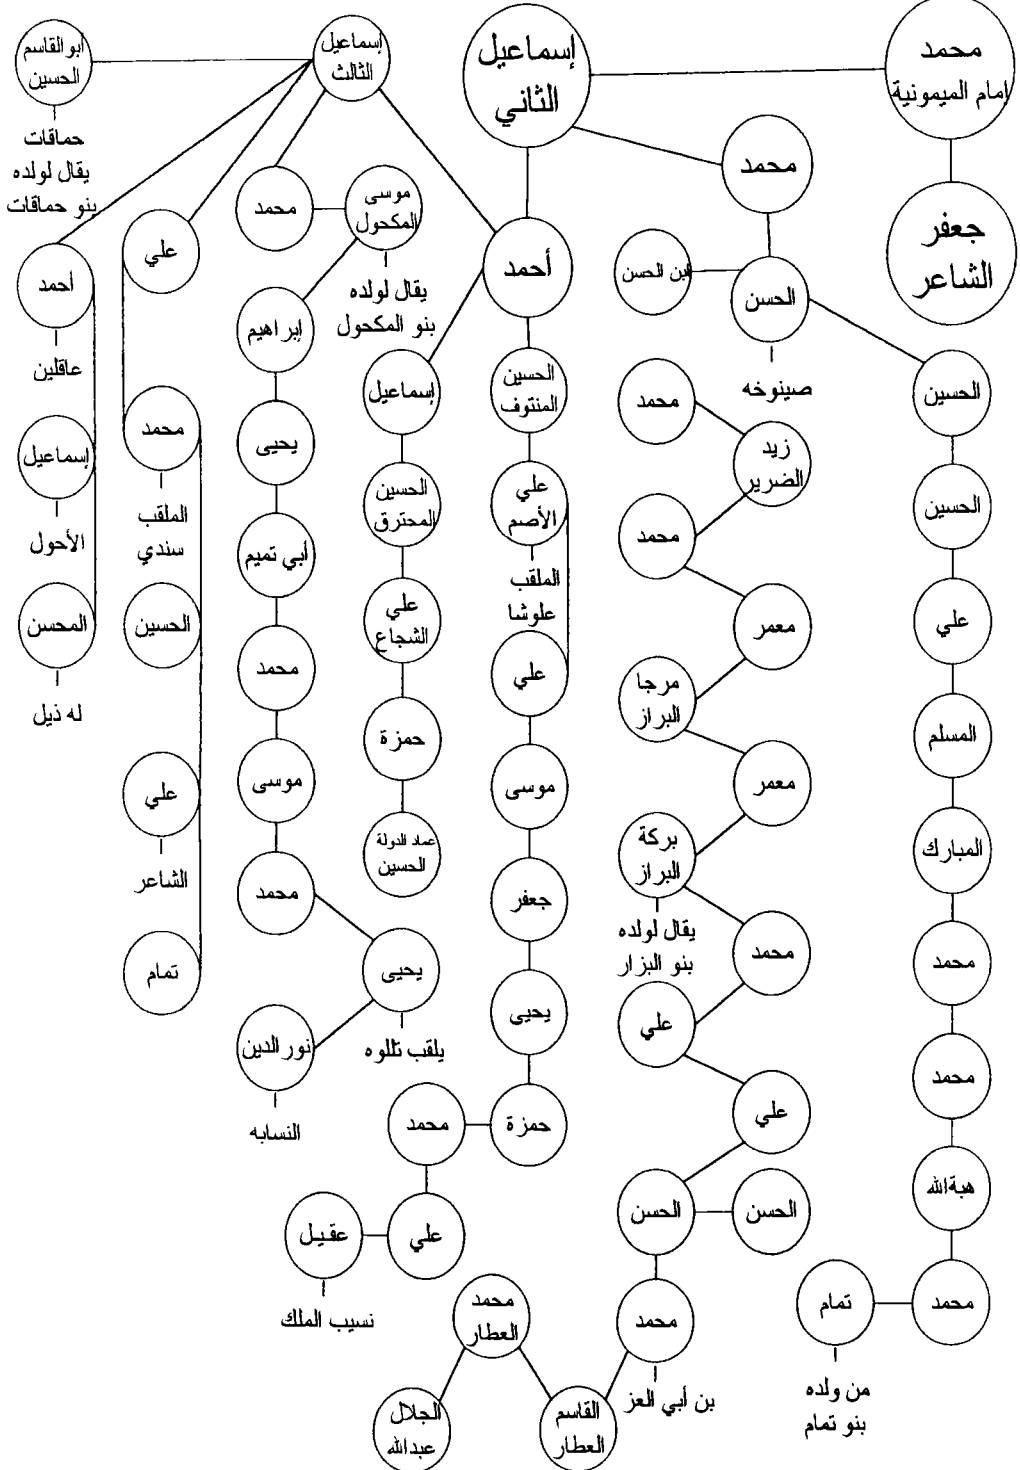 محمد
إمام الميمونية
جعفر
الشاعر
إسماعيل
الثاني
محمد
الحسن
صينوخه
ابن الحسن
الحسين
الحسين
علي
المسلم
المبارك
محمد
محمد
هبة الله
محمد
تمام
من ولده
بنو تمام
محمد
زيد
الضرير
محمد
معمر
مرجا
البراز
معمر
بركة
البراز
يقال لولده
بنو البزار
محمد
علي
علي
الحسن
الحسن
محمد
بن أبي العز
القاسم
العطار
محمد
العطار
الجلال
عبدالله
أحمد
الحسين
المنتوف
علي
الأصم
الملقب
علوشا
علي
موسى
جعفر
يحيى
حمزة
محمد
علي
عقيل
نسيب الملك
إسماعيل
الحسين
المحترق
علي
الشجاع
حمزة
عماد الدولة
الحسين
إسماعيل
الثالث
محمد
موسى
المكحول
يقال لولده
بنو المكحول
إبراهيم
يحيى
أبي تميم
محمد
موسى
محمد
يحيى
يلقب تللوه
نور الدين
النسابه
علي
محمد
الملقب
سندي
الحسين
علي
الشاعر
تمام
أبو القاسم
الحسين
حماقات
يقال لولده
بنو حماقات
أحمد
عاقلين
إسماعيل
الأحول
المحسن
له ذيل